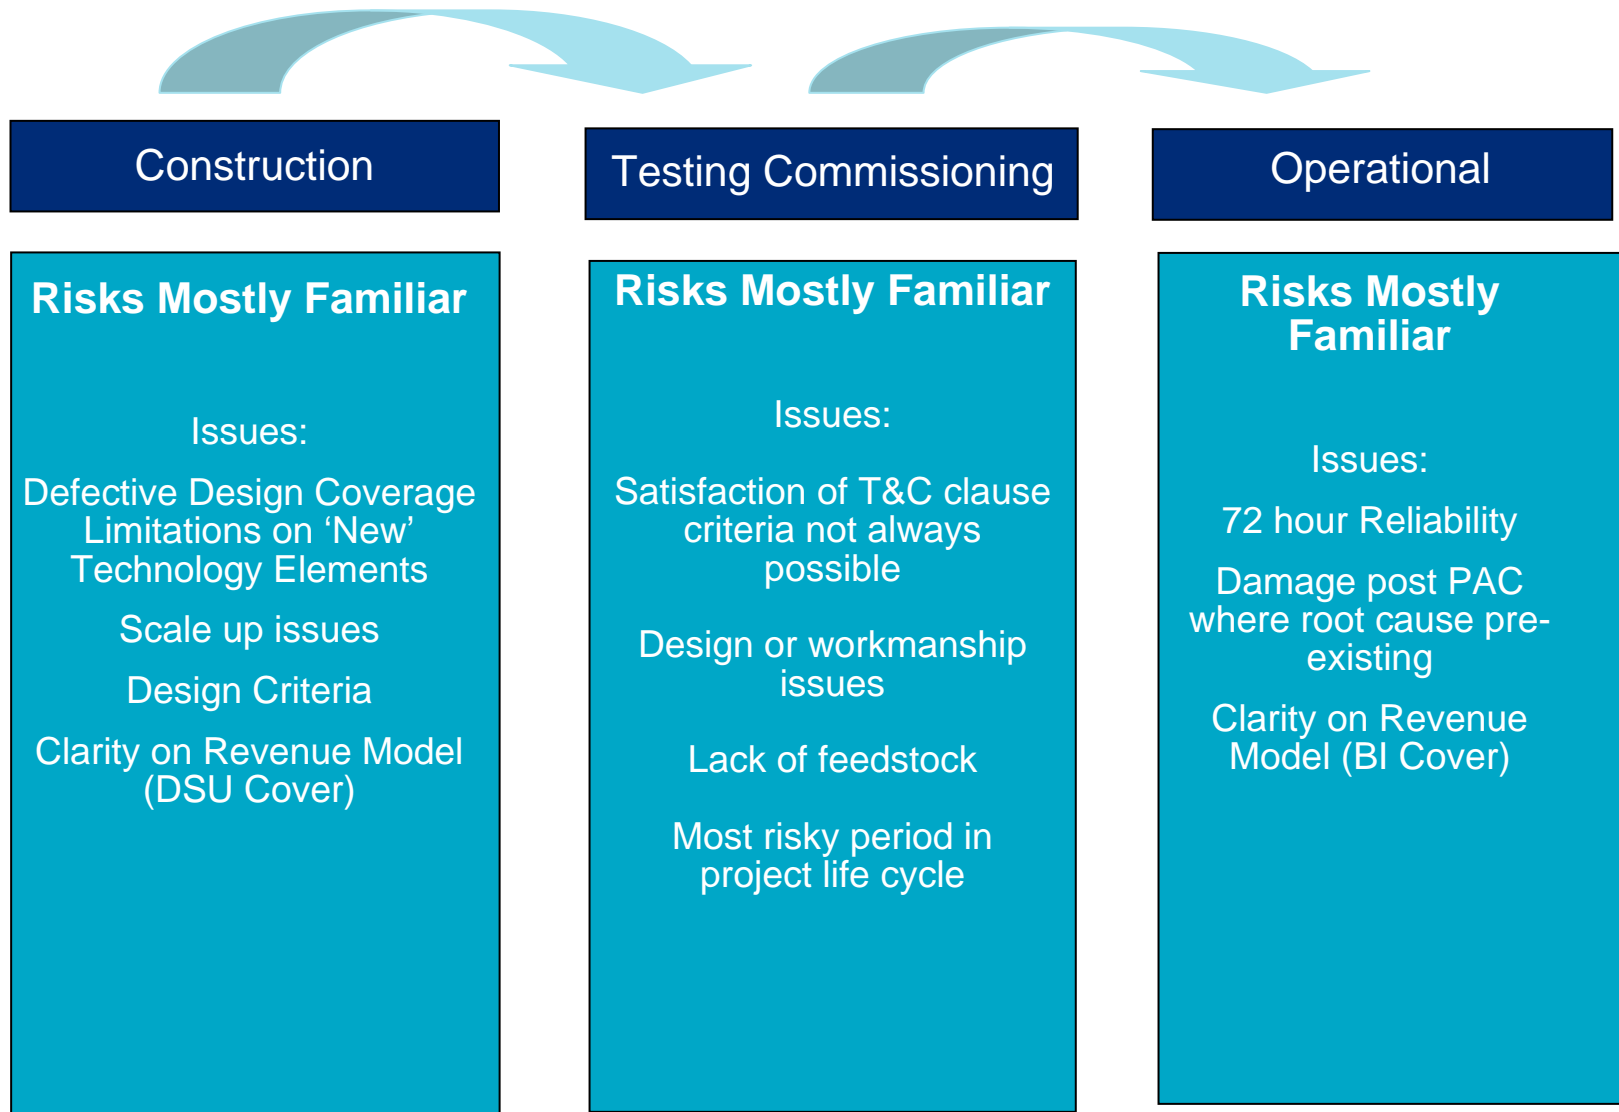 Construction
Risks Mostly Familiar
Issues:
Defective Design Coverage
Limitations on ‘New’
Technology Elements
Scale up issues
Design Criteria
Clarity on Revenue Model
(DSU Cover)
Testing Commissioning
Risks Mostly Familiar
Issues:
Satisfaction of T&C clause
criteria not always
possible
Design or workmanship
issues
Lack of feedstock
Most risky period in
project life cycle
Operational
Risks Mostly
Familiar
Issues:
72 hour Reliability
Damage post PAC
where root cause pre-
existing
Clarity on Revenue
Model (BI Cover)